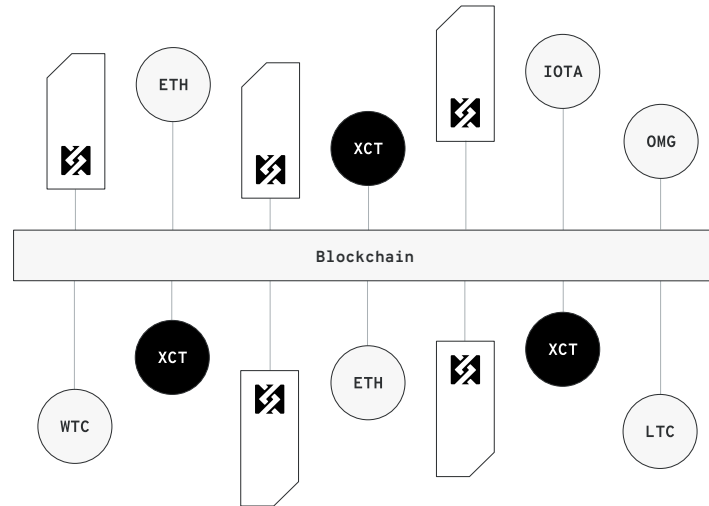 ETH
XCT
IOTA
OMG
Blockchain
WTC
XCT
ETH
XCT
LTC